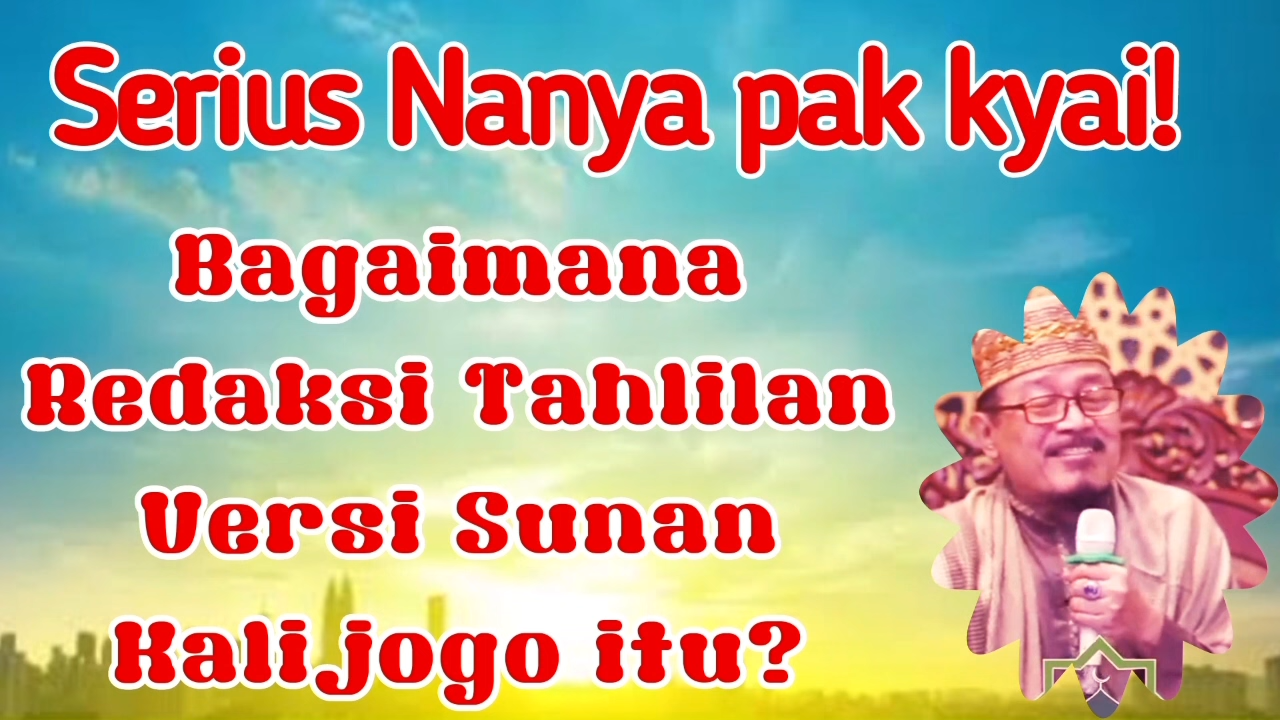 Serius Nanya pak kyai!
Bagaimana
Redaksi Tahlilan
Versi Sunan
Kalijogo itu?